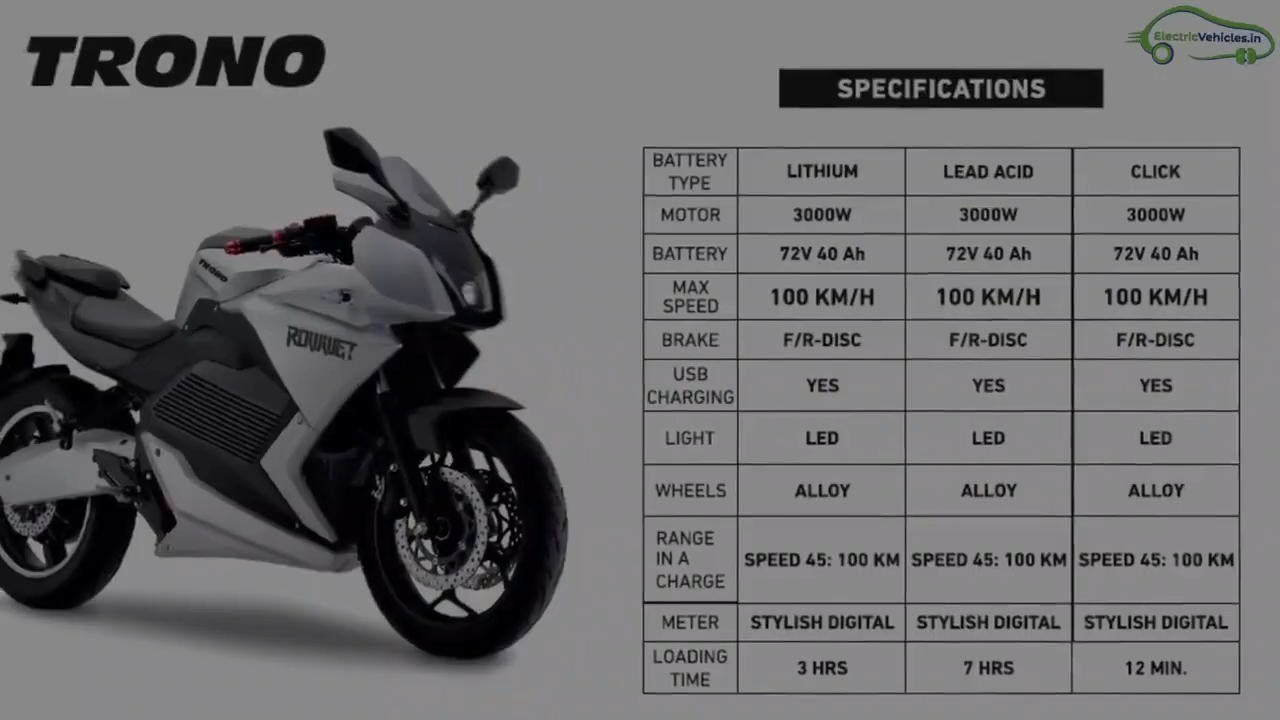 TRONO
ElectricVehicles.in
SPECIFICATIONS
BATTERY TYPE LITHIUM LEAD ACID CLICK
MOTOR 3000W 3000W 3000W
BATTERY 72V 40 Ah 72V 40 Ah 72V 40 Ah
MAX SPEED 100 KM/H 100 KM/H 100 KM/H
BRAKE F/R-DISC F/R-DISC F/R-DISC
USB CHARGING YES YES YES
LIGHT LED LED LED
WHEELS ALLOY ALLOY ALLOY
RANGE IN A CHARGE SPEED 45: 100 KM SPEED 45: 100 KM SPEED 45: 100 KM
METER STYLISH DIGITAL STYLISH DIGITAL STYLISH DIGITAL
LOADING TIME 3 HRS 7 HRS 12 MIN.
TRONO
ROWWET